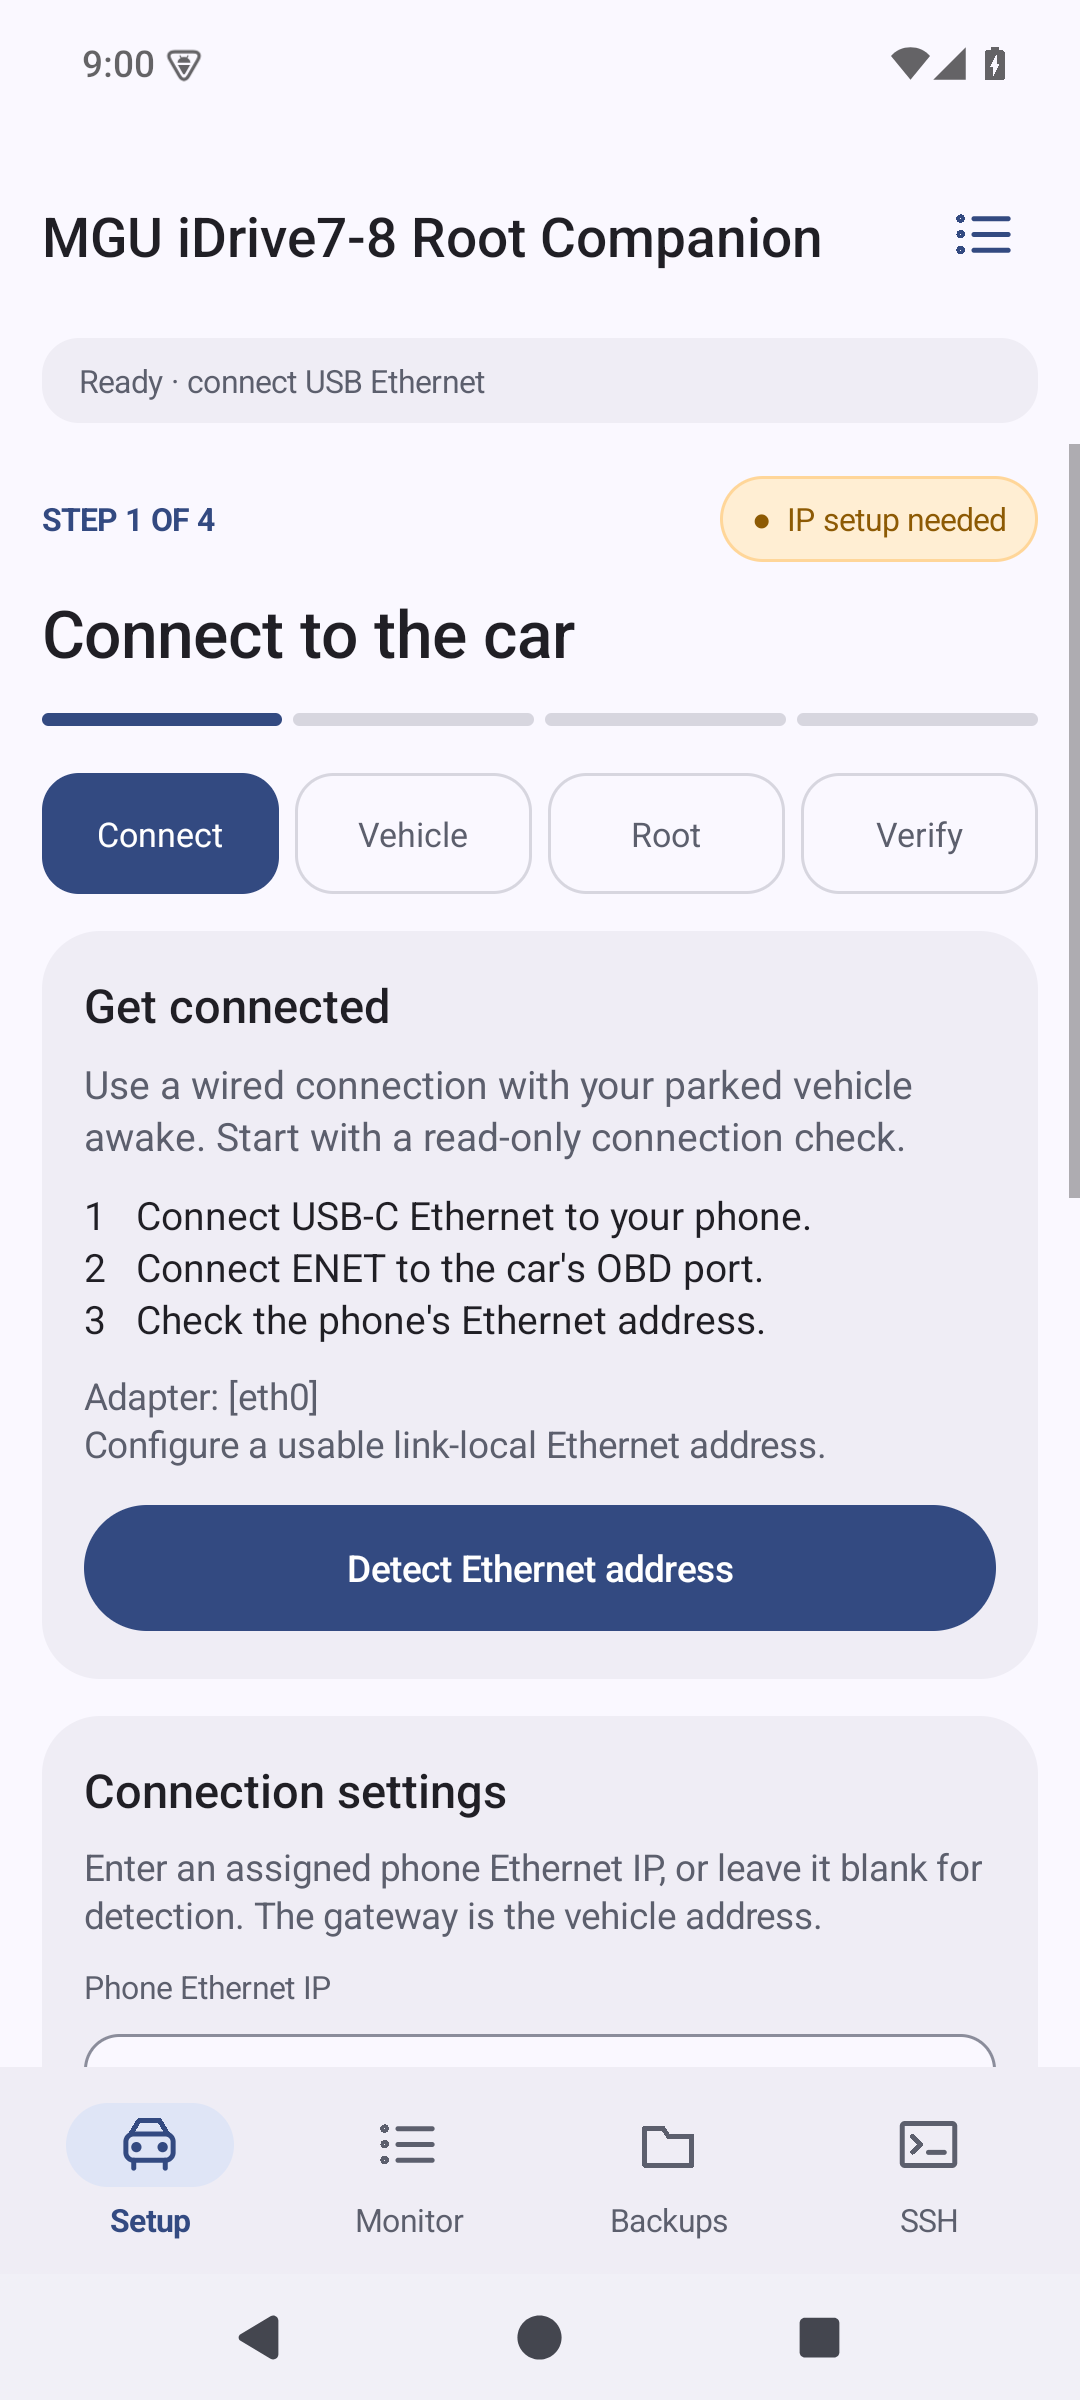 9:00
MGU iDrive7-8 Root Companion
Ready · connect USB Ethernet
STEP 1 OF 4
● IP setup needed
Connect to the car
Connect
Vehicle
Root
Verify
Get connected
Use a wired connection with your parked vehicle
awake. Start with a read-only connection check.
1 Connect USB-C Ethernet to your phone.
2 Connect ENET to the car's OBD port.
3 Check the phone's Ethernet address.
Adapter: [eth0]
Configure a usable link-local Ethernet address.
Detect Ethernet address
Connection settings
Enter an assigned phone Ethernet IP, or leave it blank for
detection. The gateway is the vehicle address.
Phone Ethernet IP
Setup
Monitor
Backups
SSH